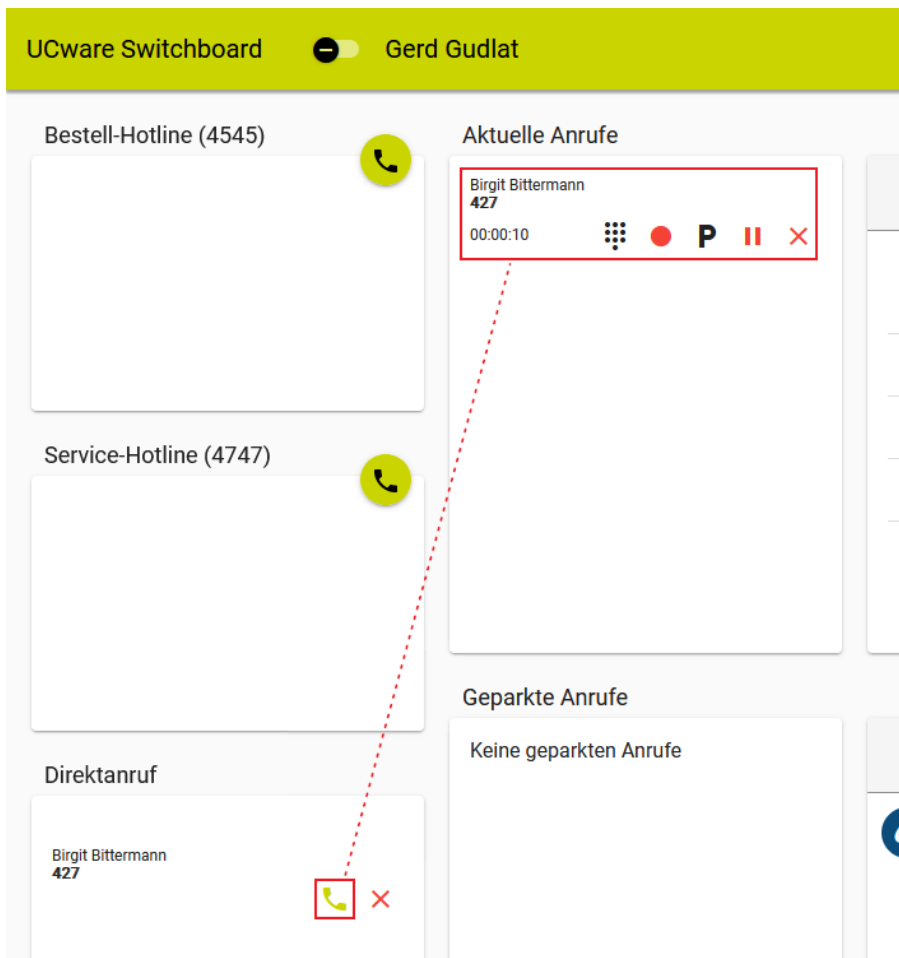 UCware Switchboard Gerd Gudlat
Bestell-Hotline (4545)
Service-Hotline (4747)
Direktanruf
Birgit Bittermann
427
Aktuelle Anrufe
Birgit Bittermann
427
00:00:10 P
Geparkte Anrufe
Keine geparkten Anrufe